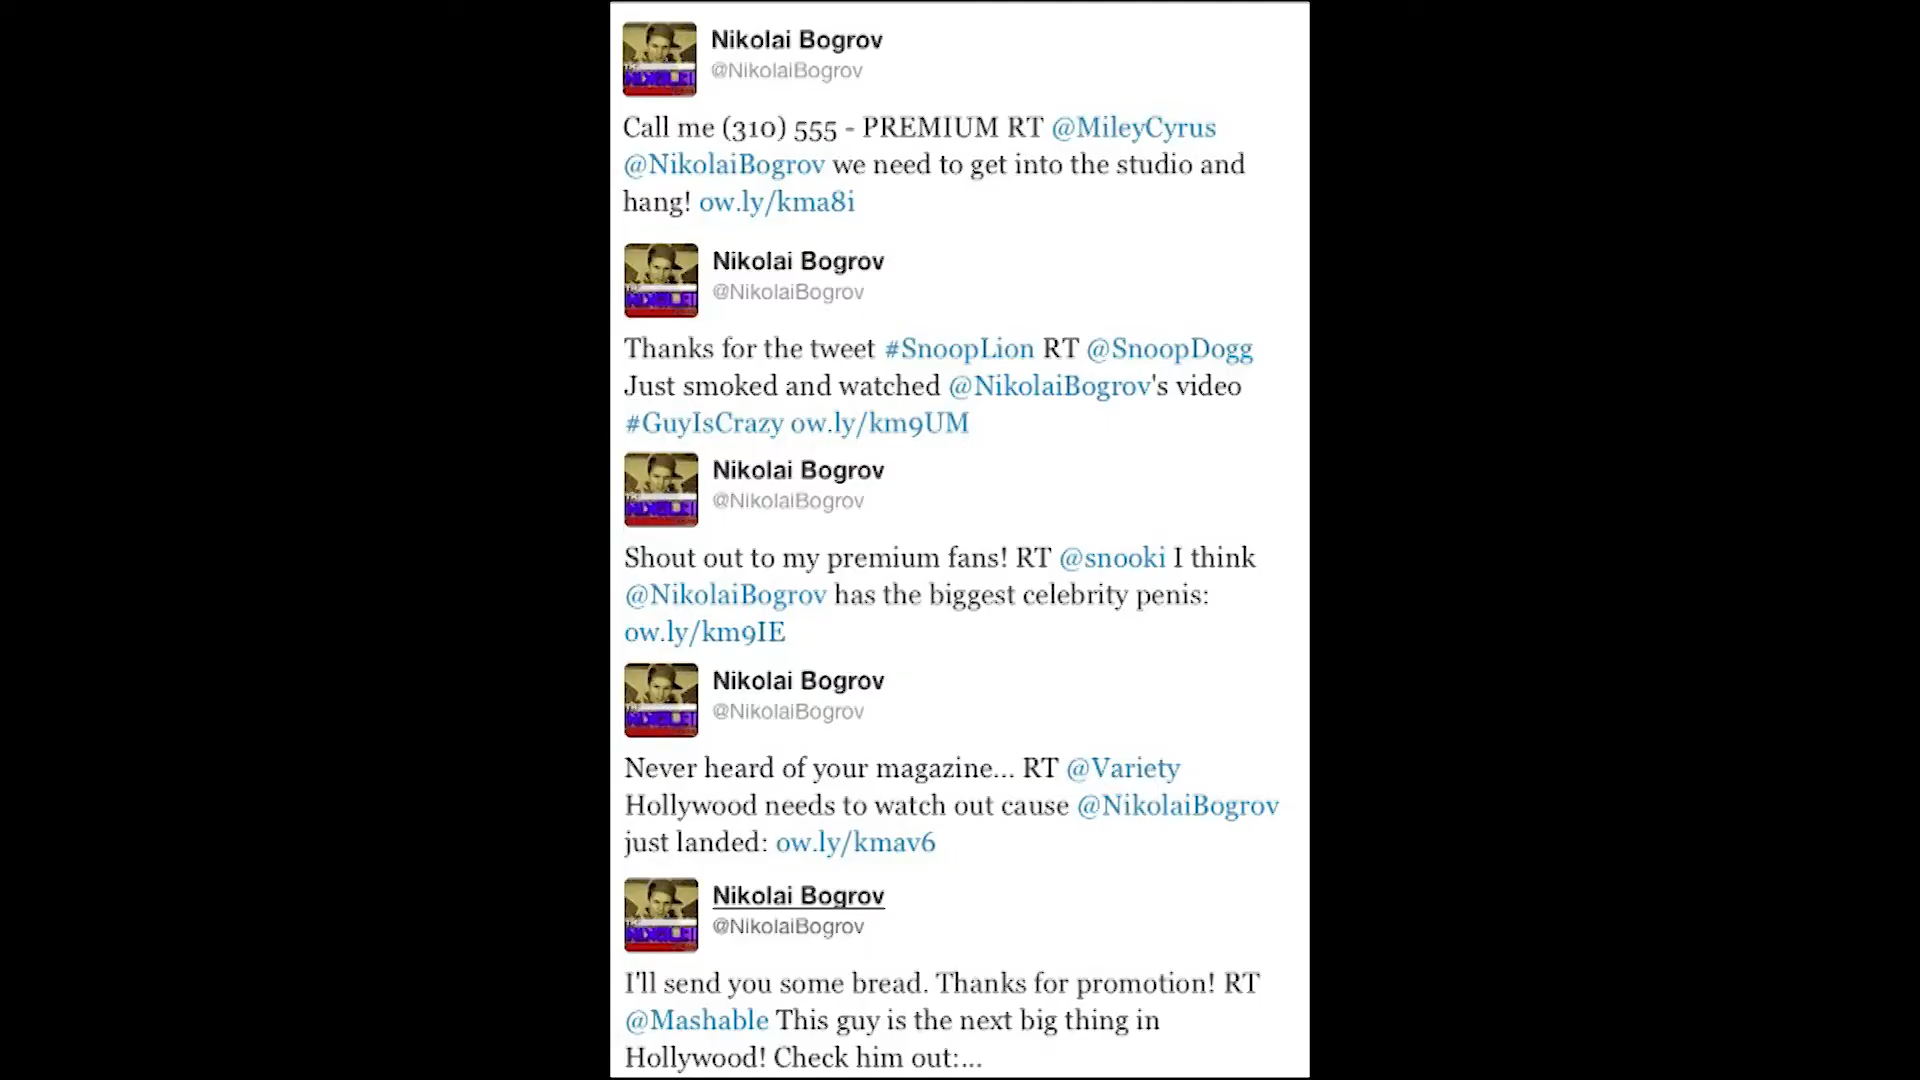 Nikolai Bogrov
@NikolaiBogrov
Call me (310) 555 - PREMIUM RT @MileyCyrus
@NikolaiBogrov we need to get into the studio and
hang! ow.ly/kma8i
Nikolai Bogrov
@NikolaiBogrov
Thanks for the tweet #SnoopLion RT @SnoopDogg
Just smoked and watched @NikolaiBogrov's video
#GuyIsCrazy ow.ly/km9UM
Nikolai Bogrov
@NikolaiBogrov
Shout out to my premium fans! RT @snooki I think
@NikolaiBogrov has the biggest celebrity penis:
ow.ly/km9IE
Nikolai Bogrov
@NikolaiBogrov
Never heard of your magazine... RT @Variety
Hollywood needs to watch out cause @NikolaiBogrov
just landed: ow.ly/kmav6
Nikolai Bogrov
@NikolaiBogrov
I'll send you some bread. Thanks for promotion! RT
@Mashable This guy is the next big thing in
Hollywood! Check him out:...